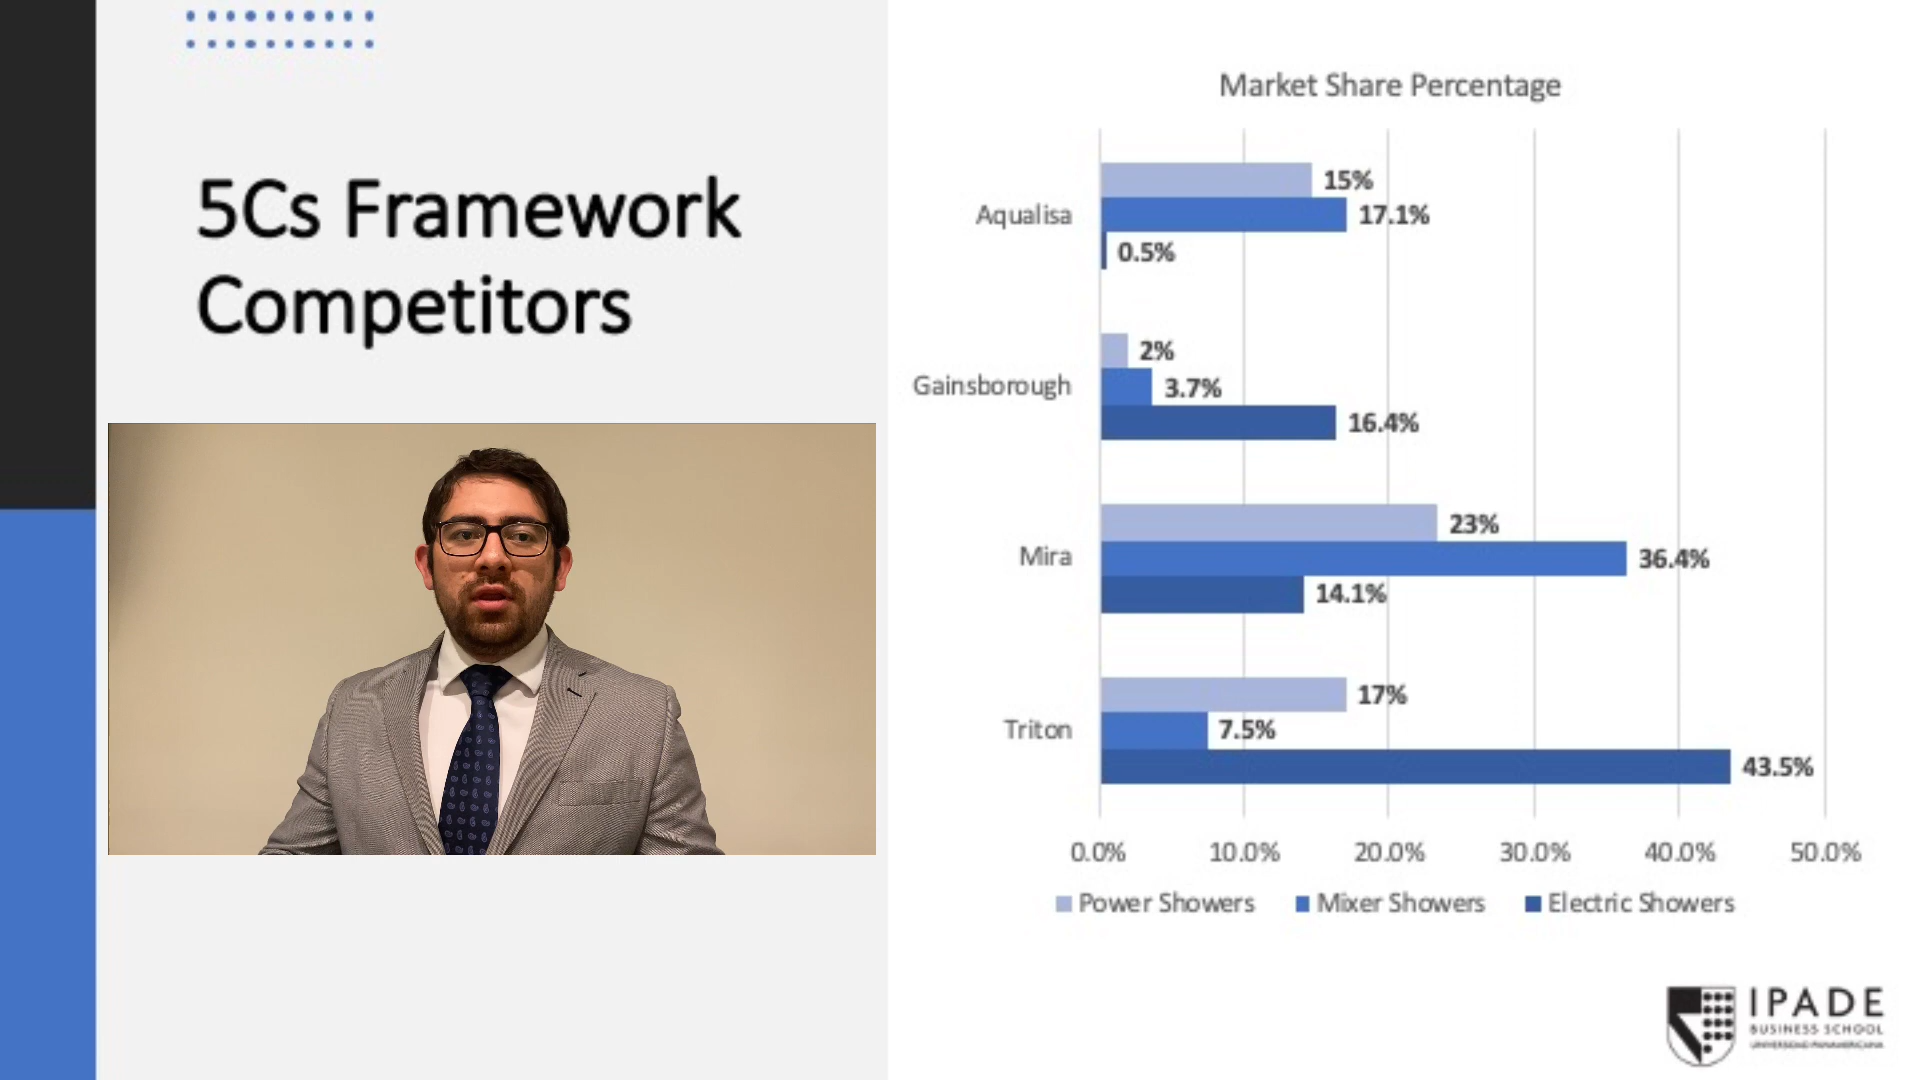 5Cs Framework
Competitors
Market Share Percentage
Aqualisa
15%
17.1%
0.5%
Gainsborough
2%
3.7%
16.4%
Mira
23%
36.4%
14.1%
Triton
17%
7.5%
43.5%
0.0% 10.0% 20.0% 30.0% 40.0% 50.0%
Power Showers Mixer Showers Electric Showers
IPADE
BUSINESS SCHOOL
UNIVERSIDAD PANAMERICANA